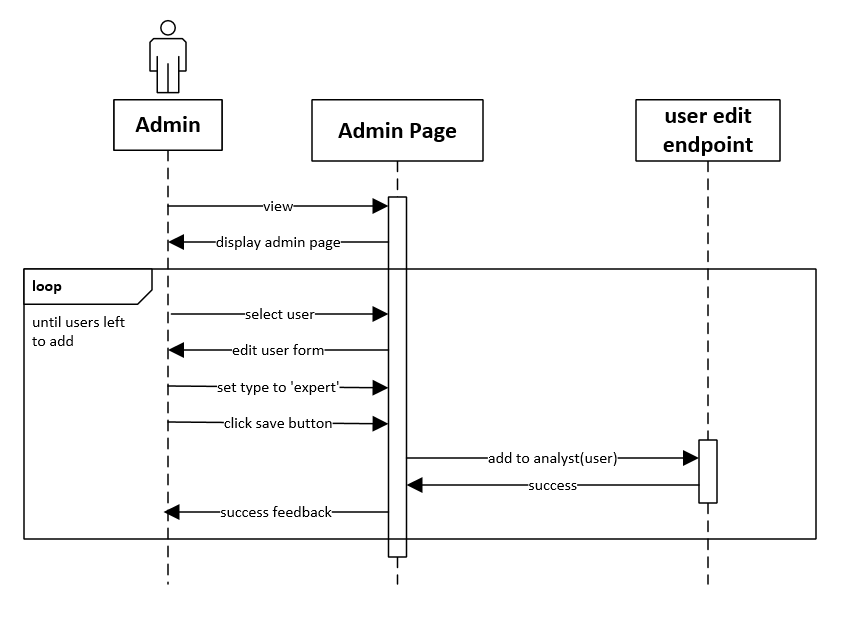 Admin
Admin Page
user edit
endpoint
view
display admin page
loop
until users left
to add
select user
edit user form
set type to 'expert'
click save button
add to analyst(user)
success
success feedback